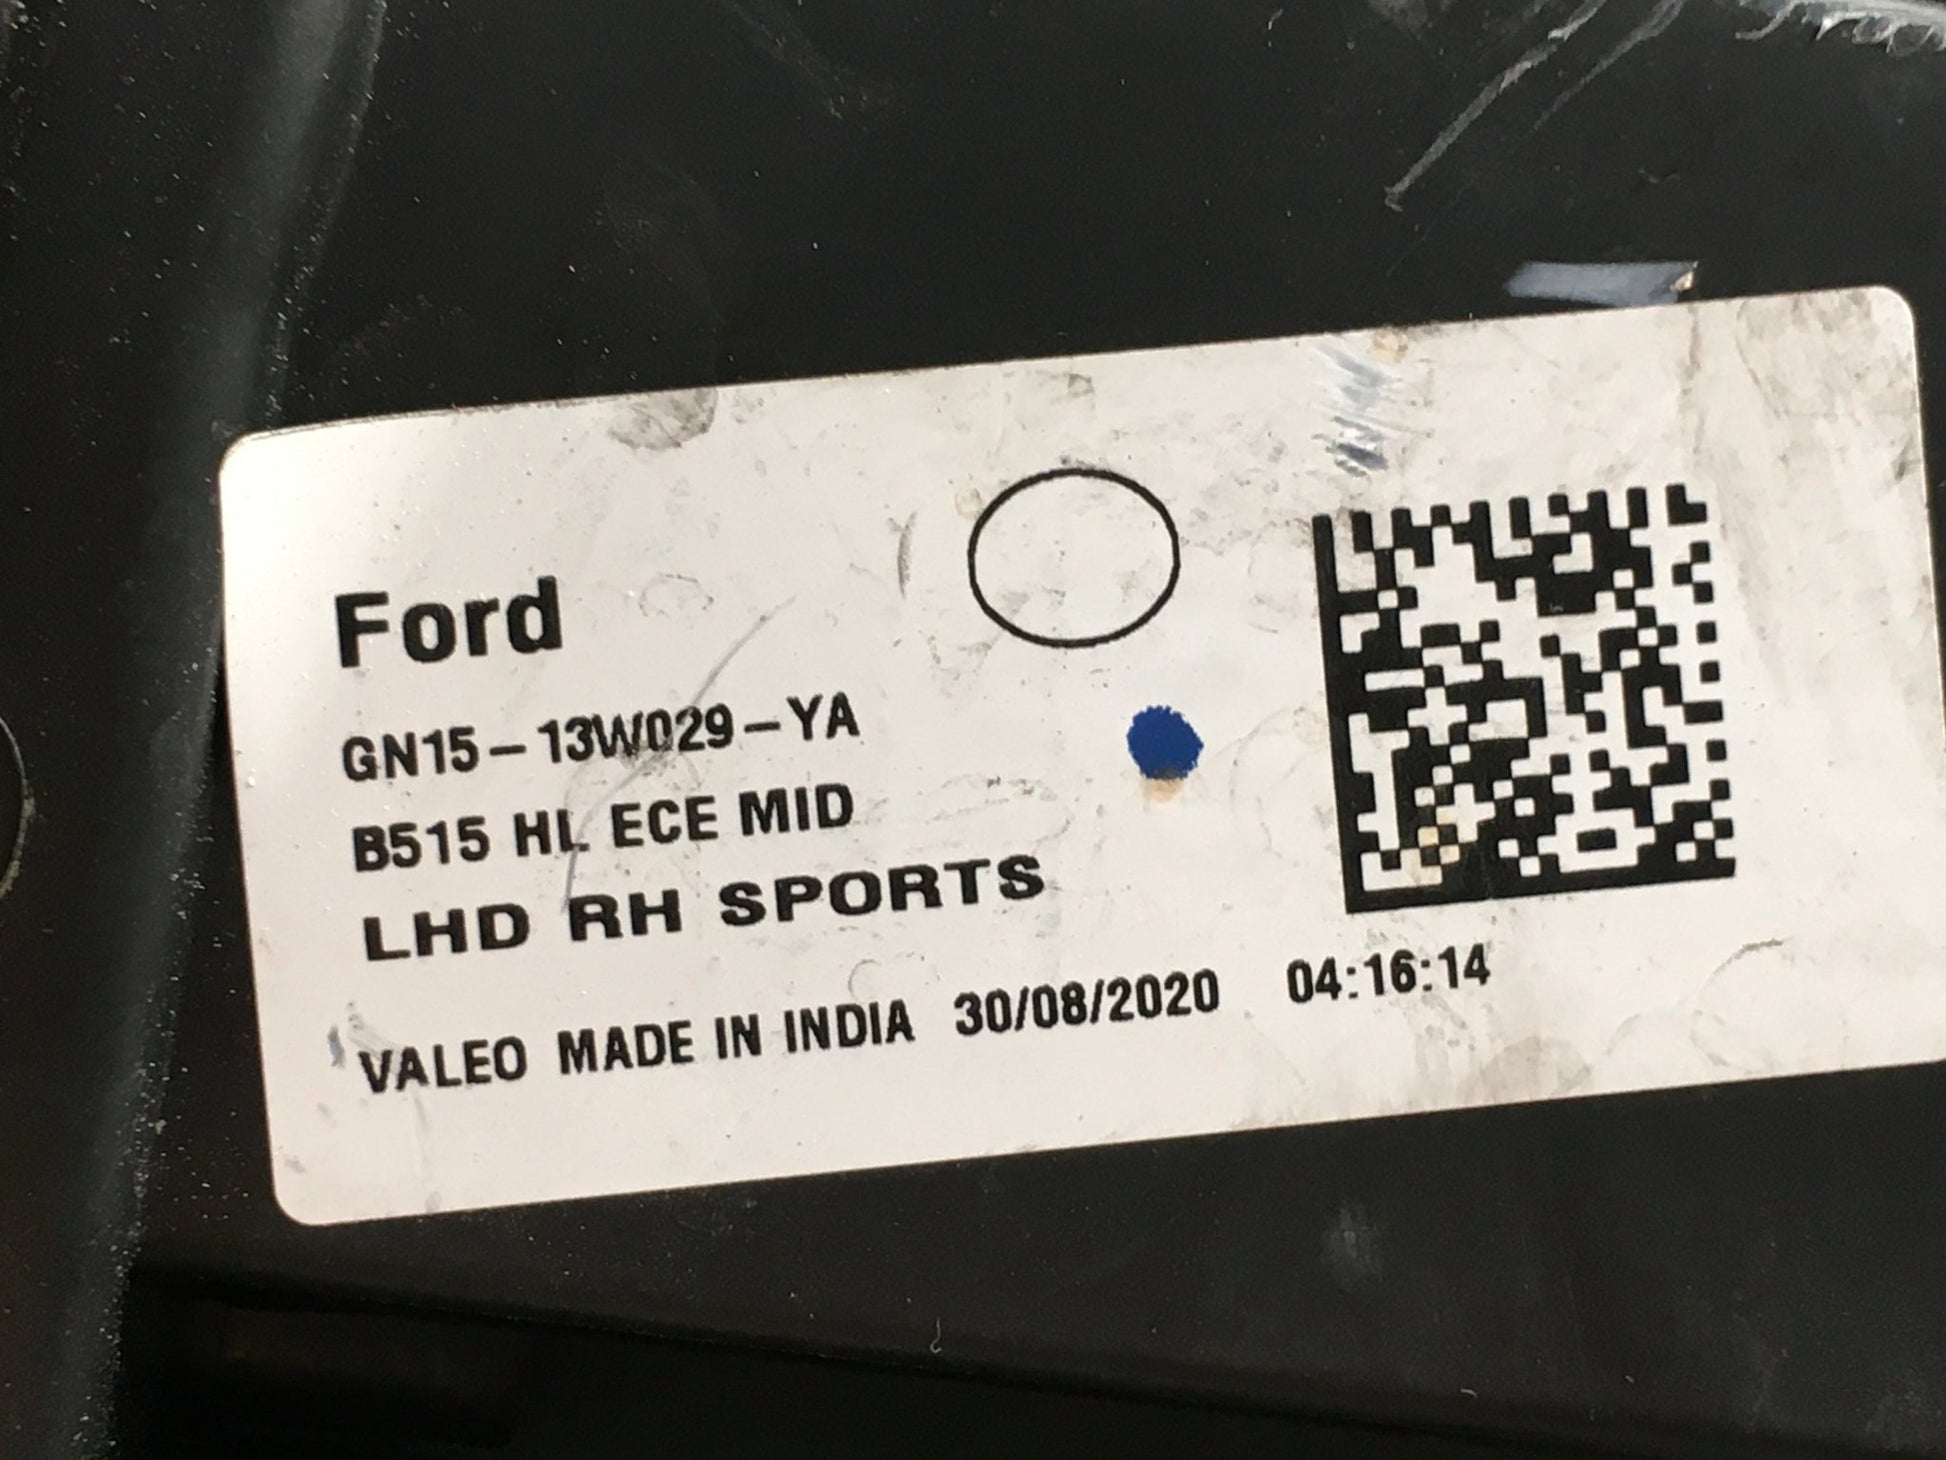 Ford
GN15-13W029-YA
B515 HL ECE MID
LHD RH SPORTS
VALEO MADE IN INDIA 30/08/2020 04:16:14